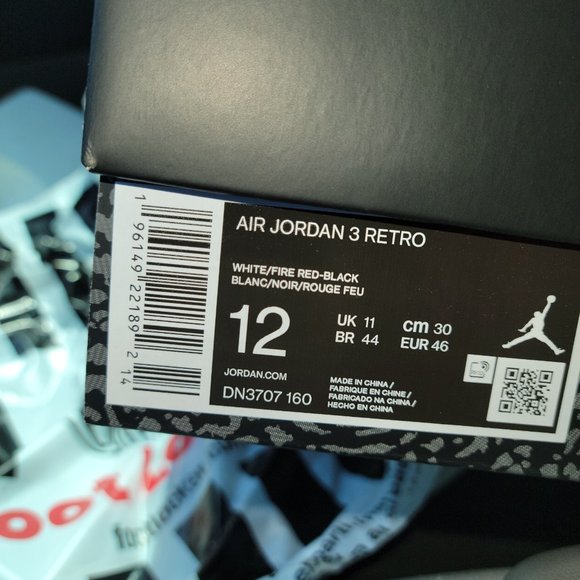 AIR JORDAN 3 RETRO
WHITE/FIRE RED-BLACK
BLANC/NOIR/ROUGE FEU
12
UK 11 cm 30
BR 44 EUR 46
JORDAN.COM
DN3707 160
MADE IN CHINA /
FABRIQUE EN CHINE /
FABRICADO NA CHINA /
HECHO EN CHINA
1 96149 22189 2 14